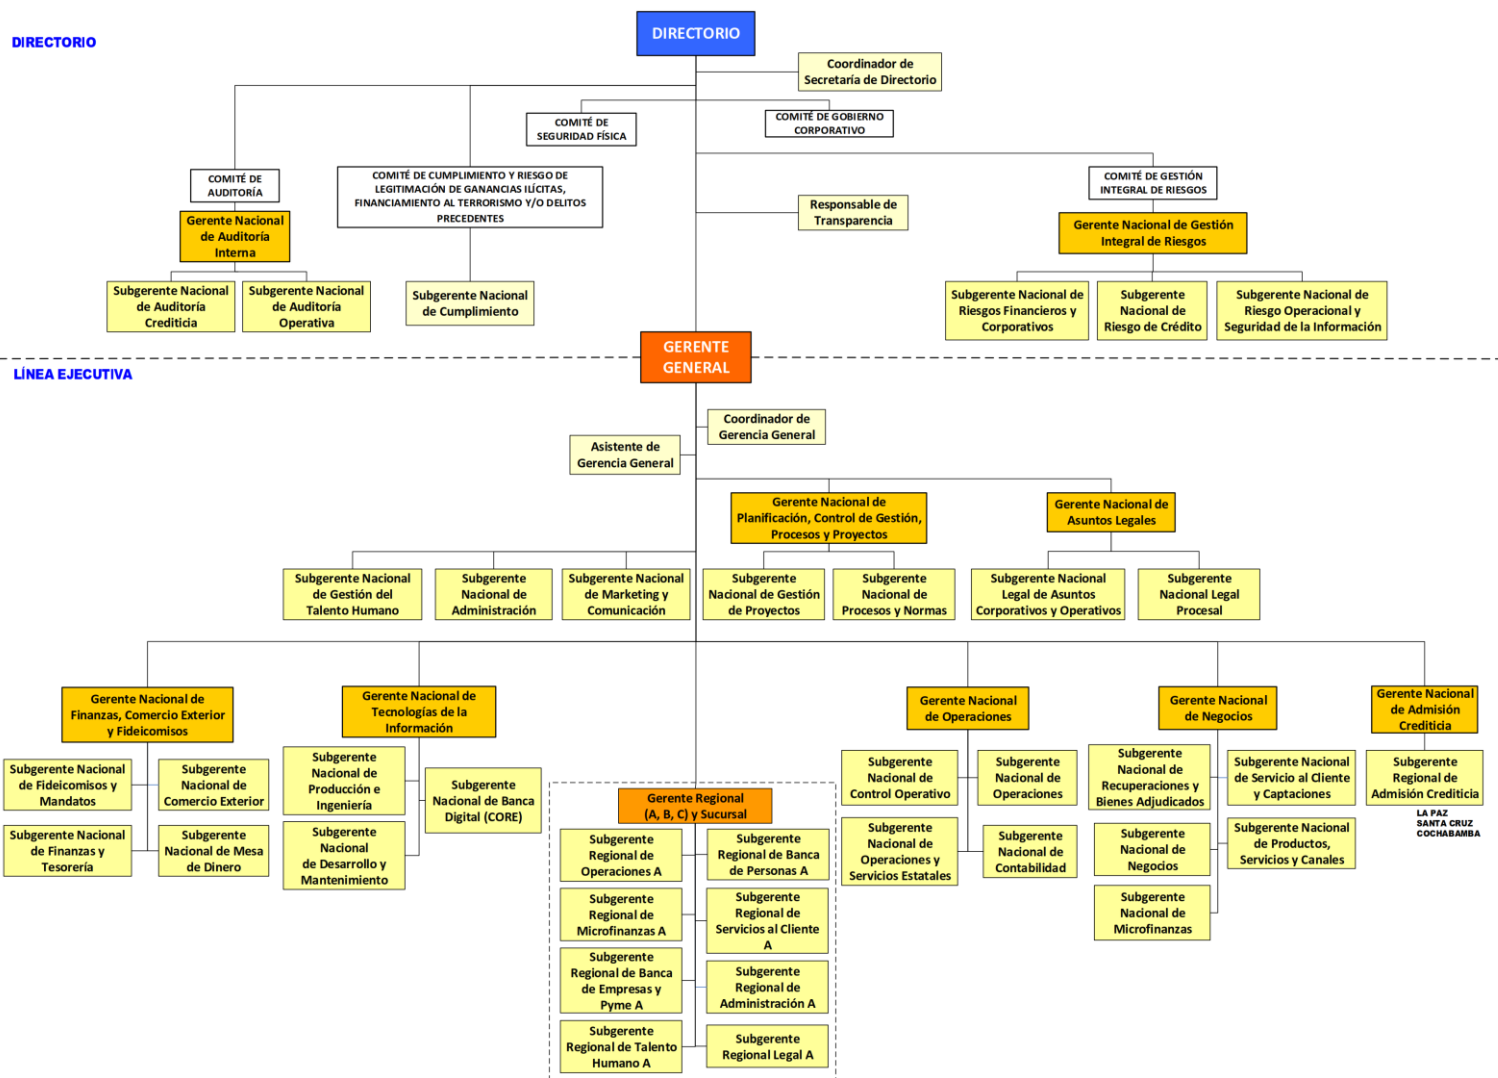 DIRECTORIO
DIRECTORIO
Coordinador de
Secretaría de Directorio
COMITÉ DE
SEGURIDAD FÍSICA
COMITÉ DE GOBIERNO
CORPORATIVO
COMITÉ DE
AUDITORÍA
COMITÉ DE CUMPLIMIENTO Y RIESGO DE
LEGITIMACIÓN DE GANANCIAS ILÍCITAS,
FINANCIAMIENTO AL TERRORISMO Y/O DELITOS
PRECEDENTES
COMITÉ DE GESTIÓN
INTEGRAL DE RIESGOS
Responsable de
Transparencia
Gerente Nacional
de Auditoría
Interna
Gerente Nacional de Gestión
Integral de Riesgos
Subgerente Nacional
de Auditoría
Crediticia
Subgerente Nacional
de Auditoría
Operativa
Subgerente Nacional
de Cumplimiento
Subgerente Nacional de
Riesgos Financieros y
Corporativos
Subgerente
Nacional de
Riesgo de Crédito
Subgerente Nacional de
Riesgo Operacional y
Seguridad de la Información
GERENTE
GENERAL
LÍNEA EJECUTIVA
Coordinador de
Gerencia General
Asistente de
Gerencia General
Gerente Nacional de
Planificación, Control de Gestión,
Procesos y Proyectos
Gerente Nacional de
Asuntos Legales
Subgerente Nacional
de Gestión del
Talento Humano
Subgerente
Nacional de
Administración
Subgerente Nacional
de Marketing y
Comunicación
Subgerente
Nacional de Gestión
de Proyectos
Subgerente
Nacional de
Procesos y Normas
Subgerente Nacional
Legal de Asuntos
Corporativos y Operativos
Subgerente
Nacional Legal
Procesal
Gerente Nacional de
Finanzas, Comercio Exterior
y Fideicomisos
Gerente Nacional de
Tecnologías de la
Información
Gerente Nacional
de Operaciones
Gerente Nacional
de Negocios
Gerente Nacional
de Admisión
Crediticia
Subgerente Nacional
de Fideicomisos y
Mandatos
Subgerente
Nacional de
Comercio Exterior
Subgerente Nacional
de Finanzas y
Tesorería
Subgerente
Nacional de Mesa
de Dinero
Subgerente
Nacional de
Producción e
Ingeniería
Subgerente
Nacional de Banca
Digital (CORE)
Subgerente
Nacional
de Desarrollo y
Mantenimiento
Gerente Regional
(A, B, C) y Sucursal
Subgerente
Regional de
Operaciones A
Subgerente
Regional de Banca
de Personas A
Subgerente
Regional de
Microfinanzas A
Subgerente
Regional de
Servicios al Cliente
A
Subgerente
Regional de Banca
de Empresas y
Pyme A
Subgerente
Regional de
Administración A
Subgerente
Regional de Talento
Humano A
Subgerente
Regional Legal A
Subgerente
Nacional de
Control Operativo
Subgerente
Nacional de
Operaciones
Subgerente
Nacional de
Operaciones y
Servicios Estatales
Subgerente
Nacional de
Contabilidad
Subgerente
Nacional de
Recuperaciones y
Bienes Adjudicados
Subgerente Nacional
de Servicio al Cliente
y Captaciones
Subgerente
Nacional de
Negocios
Subgerente Nacional
de Productos,
Servicios y Canales
Subgerente
Nacional de
Microfinanzas
Subgerente
Regional de
Admisión Crediticia
LA PAZ
SANTA CRUZ
COCHABAMBA